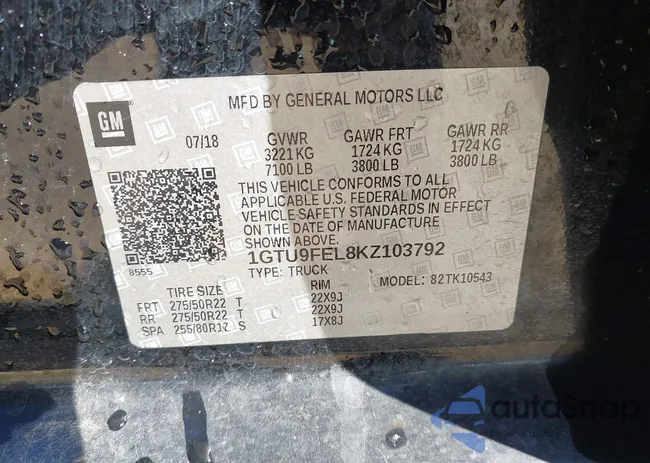 GM
MFD BY GENERAL MOTORS LLC
07/18 GVWR GAWR FRT GAWR RR
3221 KG 1724 KG 1724 KG
7100 LB 3800 LB 3800 LB
THIS VEHICLE CONFORMS TO ALL
APPLICABLE U.S. FEDERAL MOTOR
VEHICLE SAFETY STANDARDS IN EFFECT
ON THE DATE OF MANUFACTURE
SHOWN ABOVE.
8555
1GTU9FEL8KZ103792
TYPE: TRUCK MODEL: 82TK10543
TIRE SIZE RIM
FRT 275/50R22 T 22X9J
RR 275/50R22 T 22X9J
SPA 255/80R17 S 17X8J
autoSnap